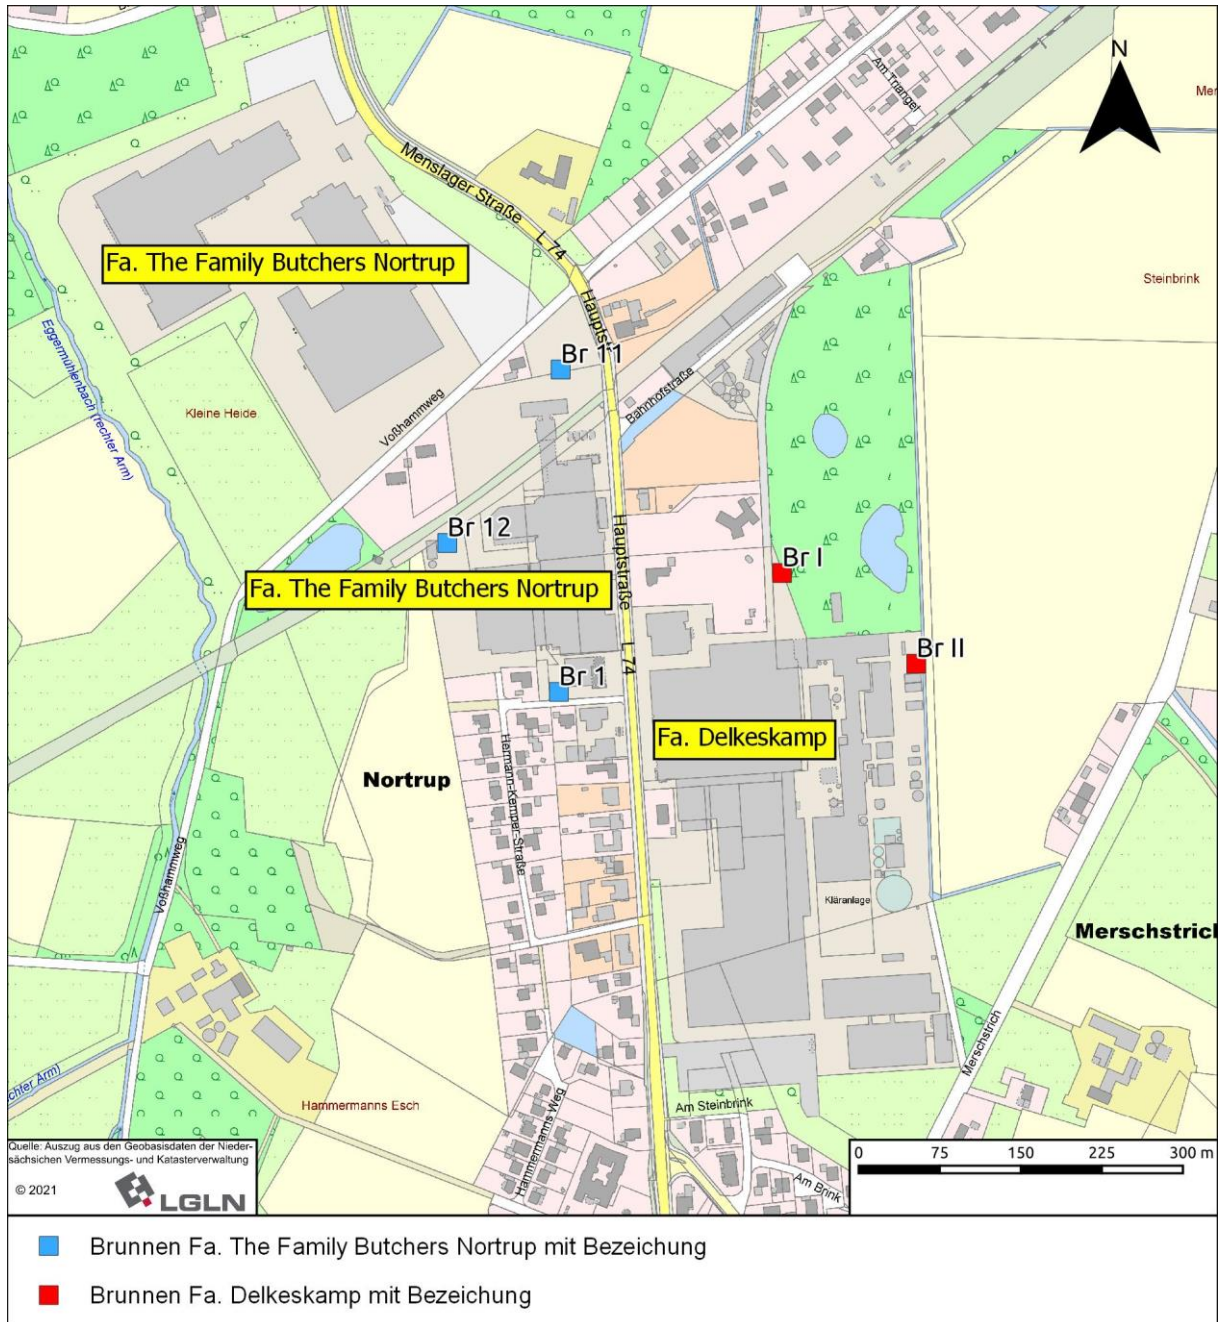 N
Am Triangel
Mer
Menslager Straße
L 74
Fa. The Family Butchers Nortrup
Steinbrink
Hauptst
Br 11
Eggermühlenbach (rechter Arm)
Kleine Heide
Voßhammweg
Bahnhofstraße
Br 12
Hauptstraße
Br I
Fa. The Family Butchers Nortrup
L 74
Br II
Br 1
Fa. Delkeskamp
Nortrup
Hermann-Kemper-Straße
Voßhammweg
Kläranlage
Merschstrich
Merschstrich
chter Arm)
Hammermanns Esch
Hammermanns Weg
Am Steinbrink
Am Brink
Quelle: Auszug aus den Geobasisdaten der Nieder-
sächsichen Vermessungs- und Katasterverwaltung
© 2021
LGLN
0 75 150 225 300 m
Brunnen Fa. The Family Butchers Nortrup mit Bezeichung
Brunnen Fa. Delkeskamp mit Bezeichung